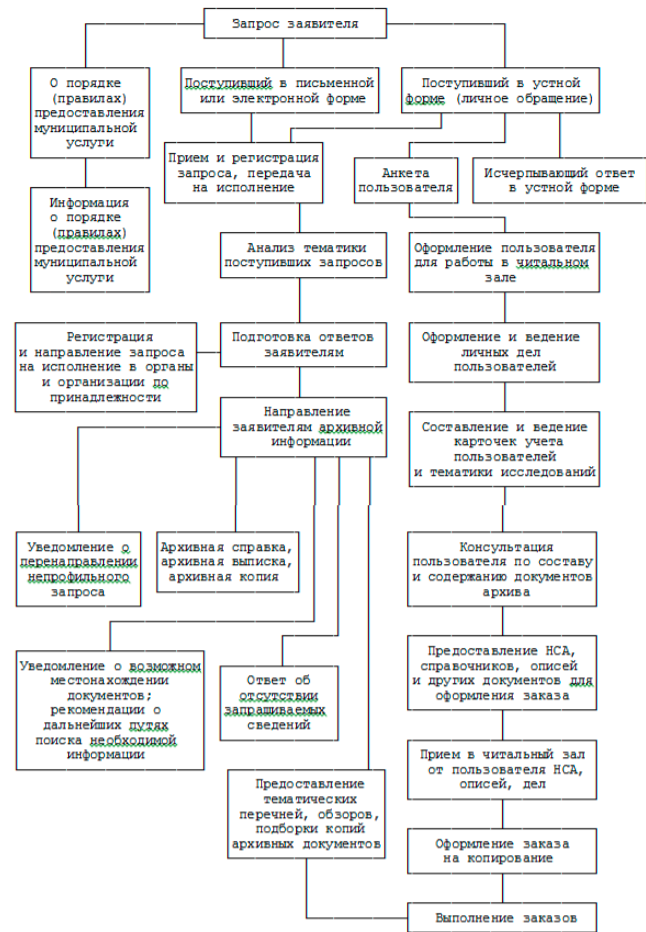 Запрос заявителя
О порядке
(правилах)
предоставления
муниципальной
услуги
Поступивший в письменной
или электронной форме
Поступивший в устной
форме (личное обращение)
Прием и регистрация
запроса, передача
на исполнение
Анкета
пользователя
Исчерпывающий ответ
в устной форме
Информация
о порядке
(правилах)
предоставления
муниципальной
услуги
Анализ тематики
поступивших запросов
Оформление пользователя
для работы в читальном
зале
Регистрация
и направление запроса
на исполнение в органы
и организации по
принадлежности
Подготовка ответов
заявителям
Оформление и ведение
личных дел
пользователей
Направление
заявителям архивной
информации
Составление и ведение
карточек учета
пользователей
и тематики исследований
Уведомление о
перенаправлении
непрофильного
запроса
Архивная справка,
архивная выписка,
архивная копия
Консультация
пользователя по составу
и содержанию документов
архива
Уведомление о возможном
местонахождении
документов;
рекомендации о
дальнейших путях
поиска необходимой
информации
Ответ об
отсутствии
запрашиваемых
сведений
Предоставление НСА,
справочников, описей
и других документов для
оформления заказа
Предоставление
тематических
перечней, обзоров,
подборки копий
архивных документов
Прием в читальный зал
от пользователя НСА,
описей, дел
Оформление заказа
на копирование
Выполнение заказов